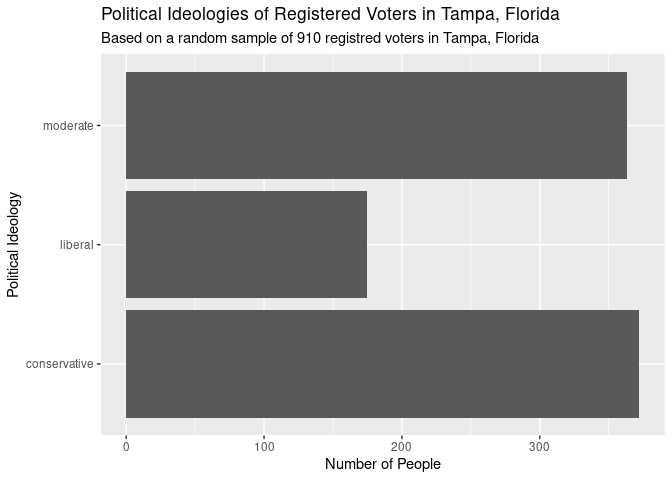 Political Ideologies of Registered Voters in Tampa, Florida
Based on a random sample of 910 registred voters in Tampa, Florida
Political Ideology
moderate
liberal
conservative
0 100 200 300
Number of People